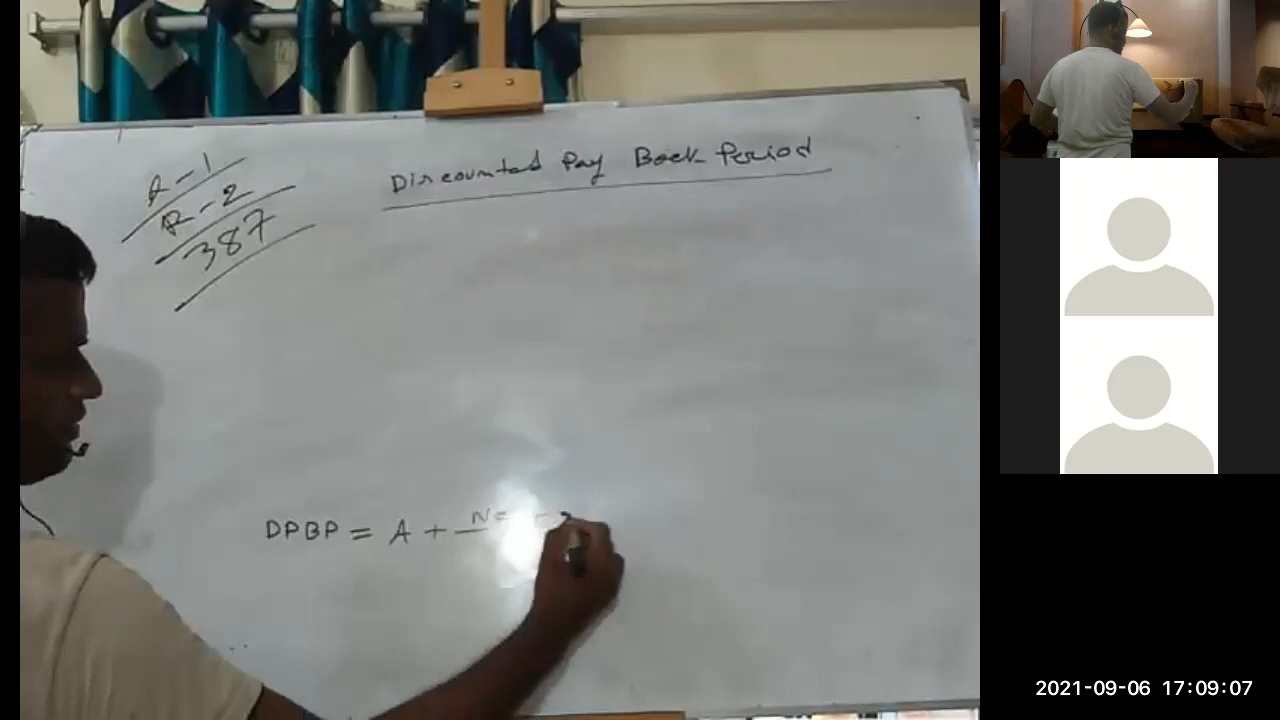 R-1
R-2
387
Discounted Pay Back Period
DPBP = A +
2021-09-06 17:09:07